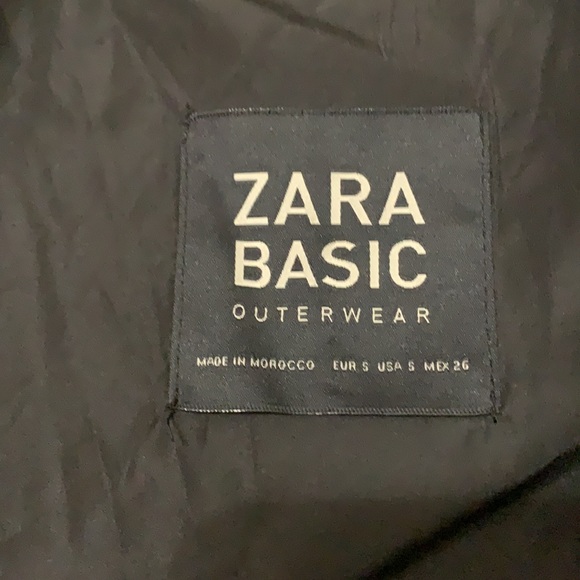 ZARA
BASIC
OUTERWEAR
MADE IN MOROCCO EUR S USA S MEX 26